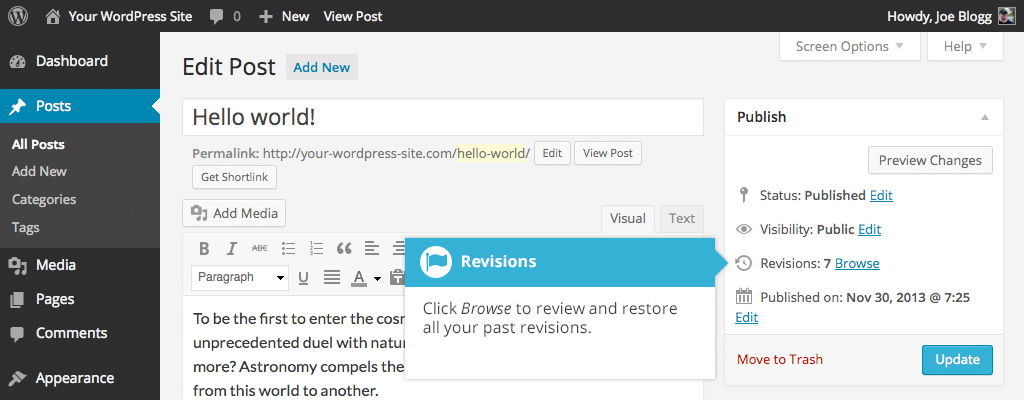 Your WordPress Site 0 New View Post Howdy, Joe Blogg
Screen Options Help
Dashboard
Posts
All Posts
Add New
Categories
Tags
Media
Pages
Comments
Appearance
Edit Post Add New
Hello world!
Permalink: http://your-wordpress-site.com/hello-world/ Edit View Post
Get Shortlink
Add Media
Visual Text
B I ABC
Paragraph U A T
To be the first to enter the cosm
unprecedented duel with natur
more? Astronomy compels the
from this world to another.
Revisions
Click Browse to review and restore
all your past revisions.
Publish
Preview Changes
Status: Published Edit
Visibility: Public Edit
Revisions: 7 Browse
Published on: Nov 30, 2013 @ 7:25
Edit
Move to Trash Update